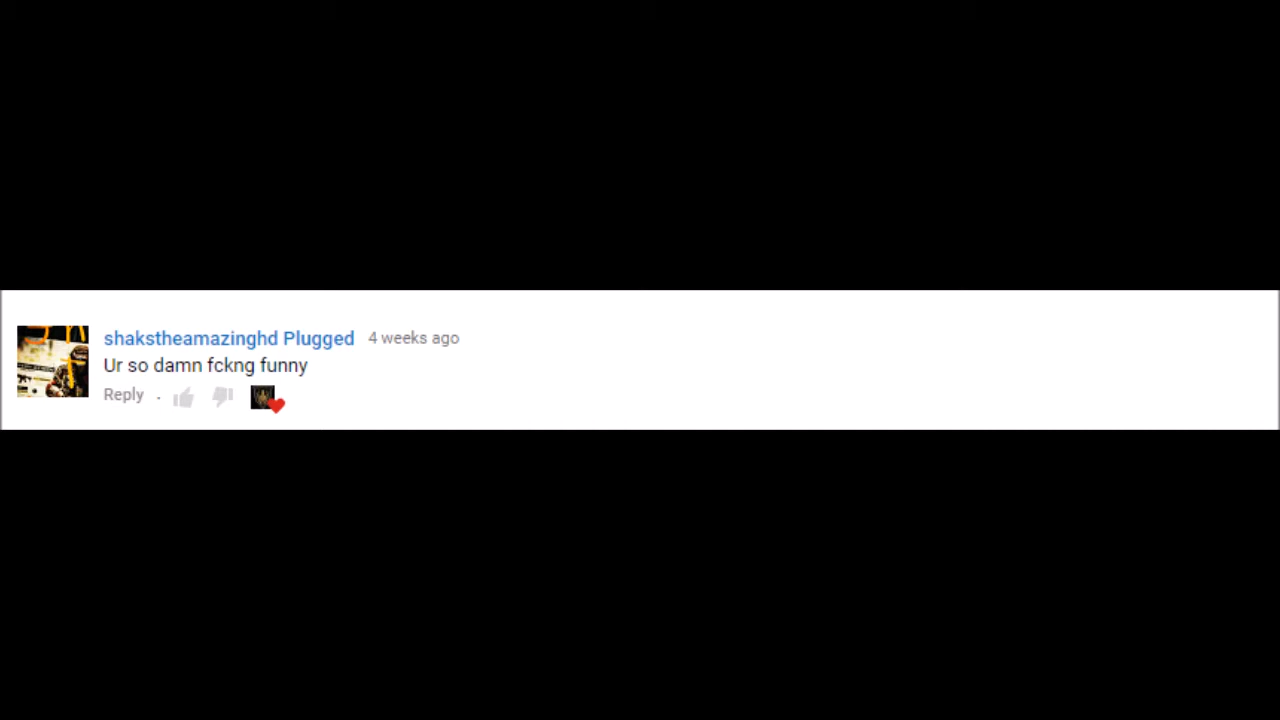 shakstheamazinghd Plugged 4 weeks ago
Ur so damn fckng funny
Reply .